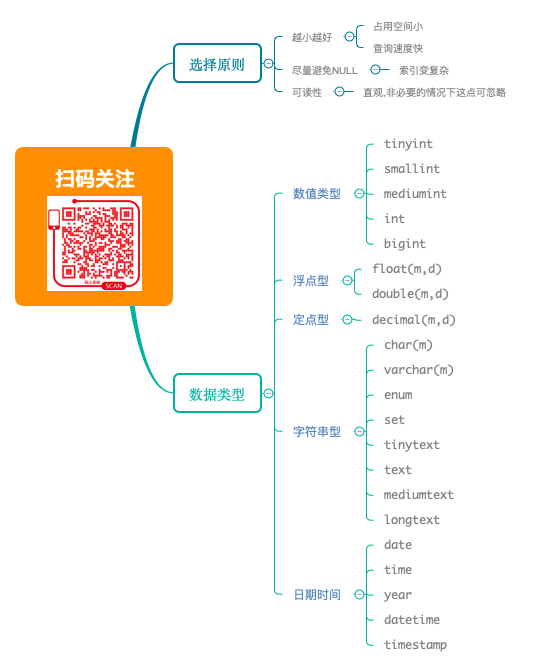 选择原则
越小越好
占用空间小
查询速度快
尽量避免NULL
索引变复杂
可读性
直观,非必要的情况下这点可忽略
扫码关注
SCAN
数据类型
数值类型
tinyint
smallint
mediumint
int
bigint
浮点型
float(m,d)
double(m,d)
定点型
decimal(m,d)
字符串型
char(m)
varchar(m)
enum
set
tinytext
text
mediumtext
longtext
日期时间
date
time
year
datetime
timestamp